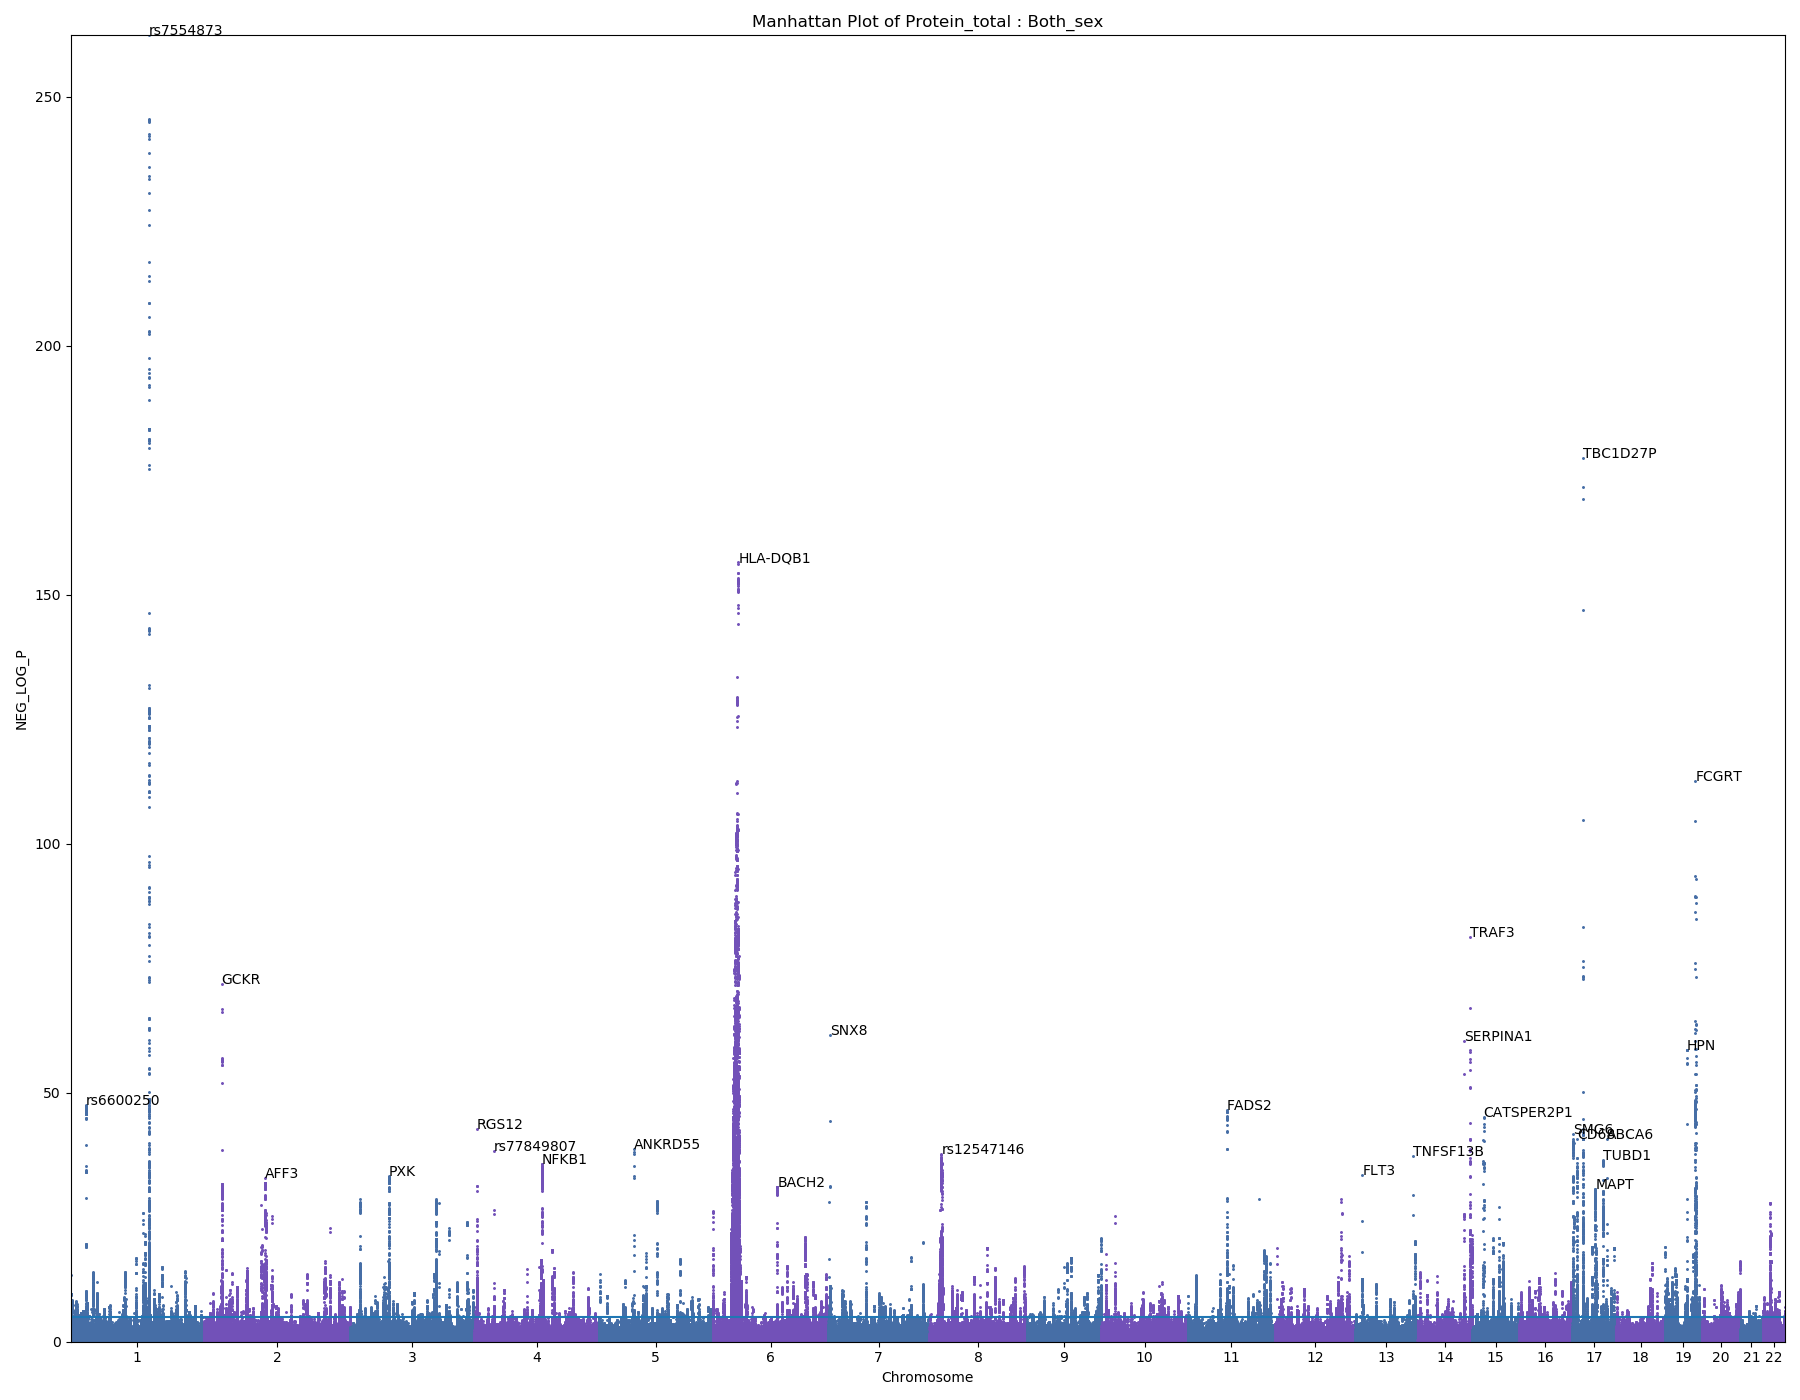 Manhattan Plot of Protein_total : Both_sex
rs7554873
250
200
TBC1D27P
HLA-DQB1
150
NEG_LOG_P
FCGRT
100
TRAF3
GCKR
SNX8
SERPINA1
HPN
50
rs6600250
FADS2
CATSPER2P1
RGS12
SMG6
ABCA6
rs77849807
ANKRD55
rs12547146
TNFSF13B
TUBD1
NFKB1
AFF3
PXK
FLT3
BACH2
MAPT
0
1 2 3 4 5 6 7 8 9 10 11 12 13 14 15 16 17 18 19 20 21 22
Chromosome